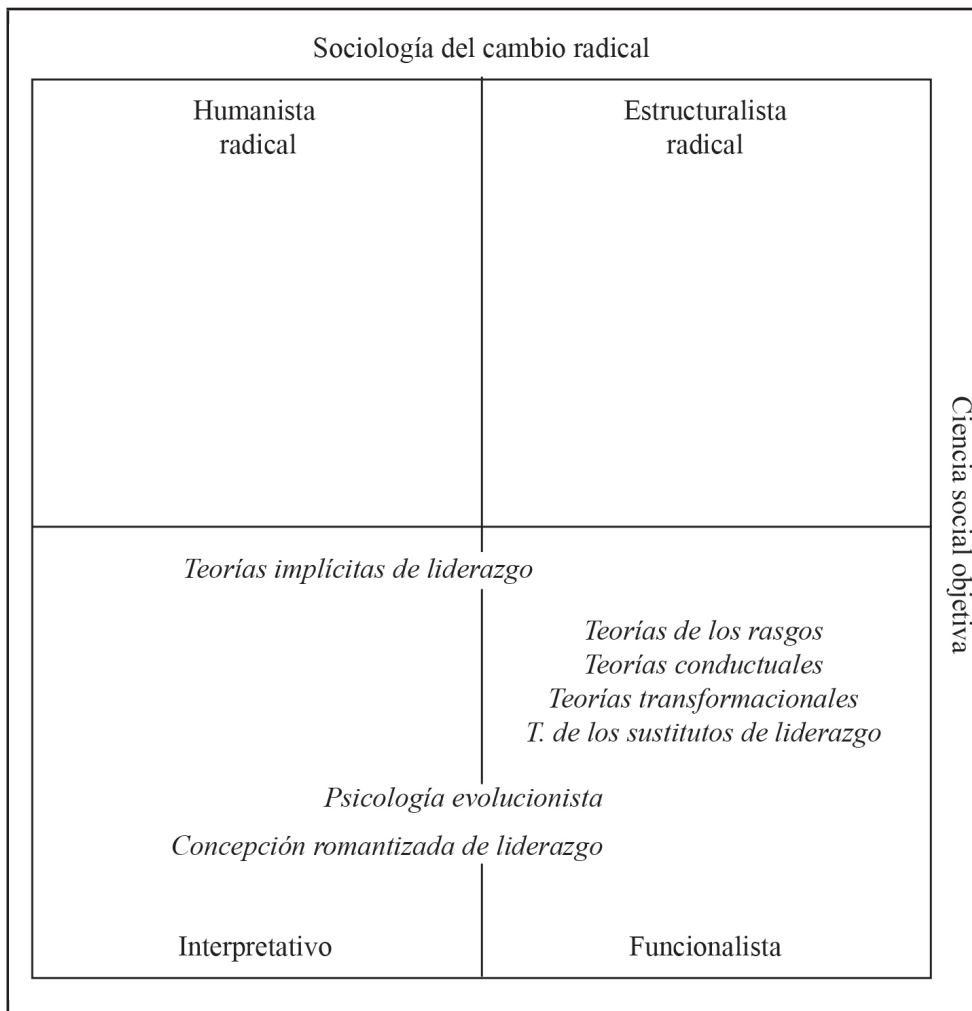 Sociología del cambio radical
Humanista
radical
Estructuralista
radical
Ciencia social objetiva
Teorías implícitas de liderazgo
Teorías de los rasgos
Teorías conductuales
Teorías transformacionales
T. de los sustitutos de liderazgo
Psicología evolucionista
Concepción romantizada de liderazgo
Interpretativo
Funcionalista